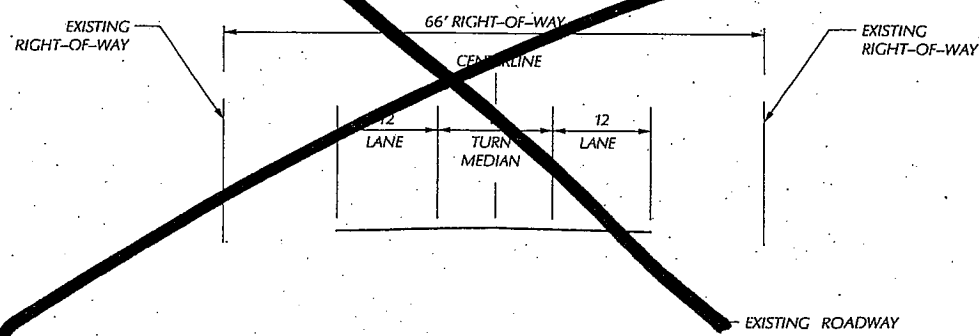 EXISTING
RIGHT-OF-WAY
66' RIGHT-OF-WAY
EXISTING
RIGHT-OF-WAY
CENTERLINE
12
LANE
TURN
MEDIAN
12
LANE
EXISTING ROADWAY